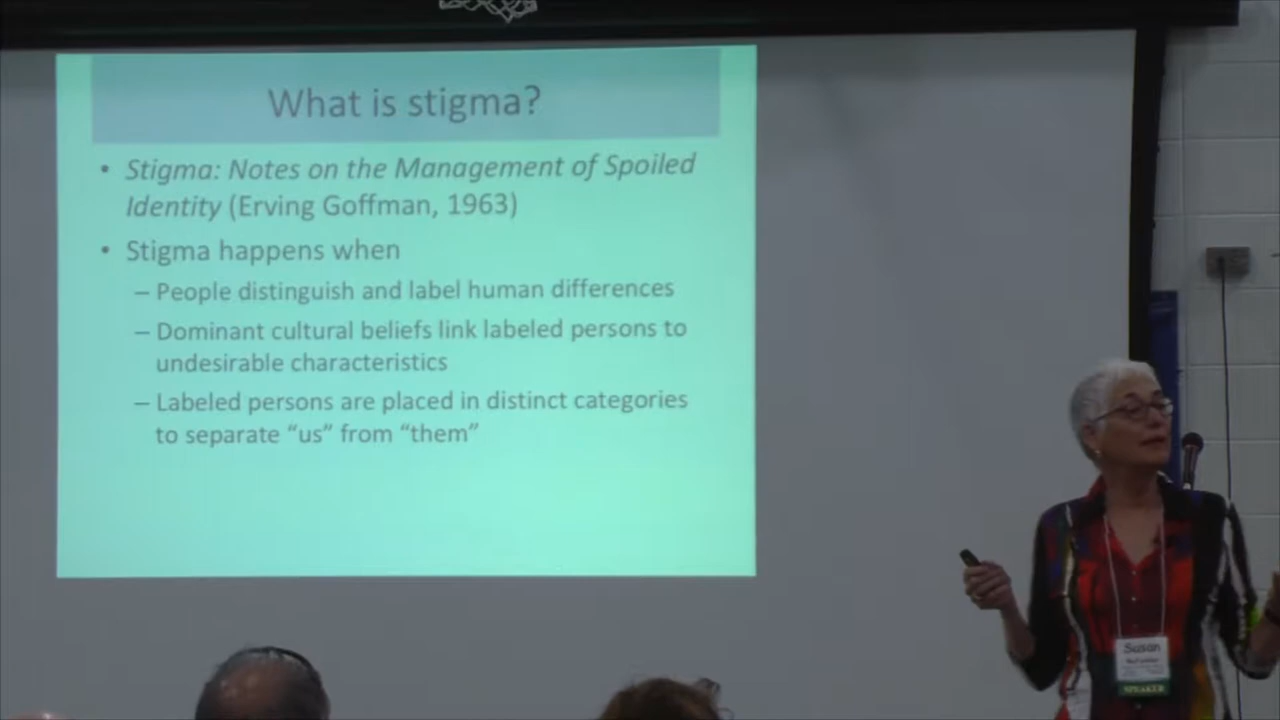 What is stigma?
• Stigma: Notes on the Management of Spoiled
Identity (Erving Goffman, 1963)
• Stigma happens when
– People distinguish and label human differences
– Dominant cultural beliefs link labeled persons to
undesirable characteristics
– Labeled persons are placed in distinct categories
to separate “us” from “them”
Susan
SPEAKER